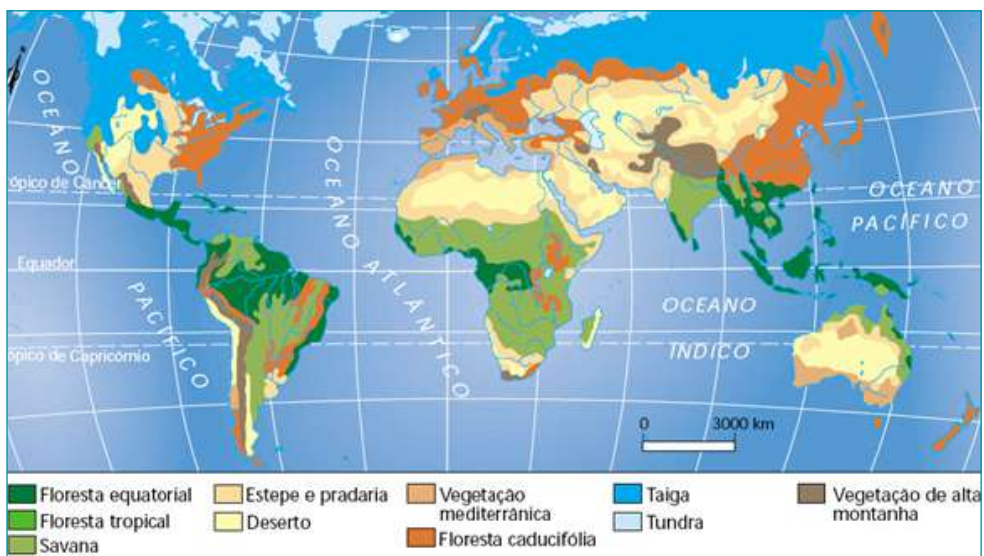 OCEANO
PACÍFICO
OCEANO ATLÂNTICO
OCEANO
PACÍFICO
OCEANO
ÍNDICO
ópico de Câncer
Equador
ópico de Capricórnio
0 3000 km
Floresta equatorial
Floresta tropical
Savana
Estepe e pradaria
Deserto
Vegetação
mediterrânica
Floresta caducifólia
Taiga
Tundra
Vegetação de alta
montanha